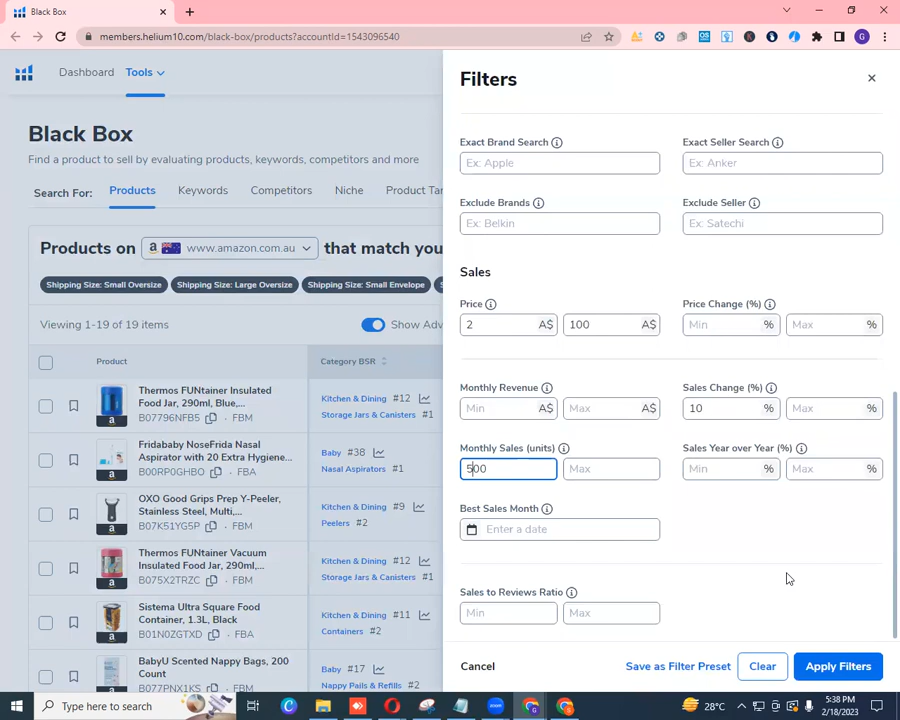 Black Box
members.helium10.com/black-box/products?accountId=1543096540
G
Dashboard Tools
Black Box
Find a product to sell by evaluating products, keywords, competitors and more
Search For: Products Keywords Competitors Niche Product Tar
Products on www.amazon.com.au that match you
Shipping Size: Small Oversize Shipping Size: Large Oversize Shipping Size: Small Envelope S
Viewing 1-19 of 19 items Show Adv
Product Category BSR
Thermos FUNtainer Insulated
Food Jar, 290ml, Blue,...
B07796NFB5 FBM
Kitchen & Dining #12
Storage Jars & Canisters #1
Fridababy NoseFrida Nasal
Aspirator with 20 Extra Hygiene...
B00RP0GHBO FBA
Baby #38
Nasal Aspirators #1
OXO Good Grips Prep Y-Peeler,
Stainless Steel, Multi,...
B07K51YG5P FBM
Kitchen & Dining #9
Peelers #2
Thermos FUNtainer Vacuum
Insulated Food Jar, 290ml,...
B075X2TRZC FBM
Kitchen & Dining #12
Storage Jars & Canisters #1
Sistema Ultra Square Food
Container, 1.3L, Black
B01N0ZGTXD FBA
Kitchen & Dining #11
Containers #2
BabyU Scented Nappy Bags, 200
Count
B077PNX1KS FBM
Baby #17
Nappy Pails & Refills #2
Filters
Exact Brand Search Exact Seller Search
Ex: Apple Ex: Anker
Exclude Brands Exclude Seller
Ex: Belkin Ex: Satechi
Sales
Price Price Change (%)
2 A$ 100 A$ Min % Max %
Monthly Revenue Sales Change (%)
Min A$ Max A$ 10 % Max %
Monthly Sales (units) Sales Year over Year (%)
500 Max Min % Max %
Best Sales Month
Enter a date
Sales to Reviews Ratio
Min Max
Cancel Save as Filter Preset Clear Apply Filters
Type here to search
28°C
5:38 PM
2/18/2023